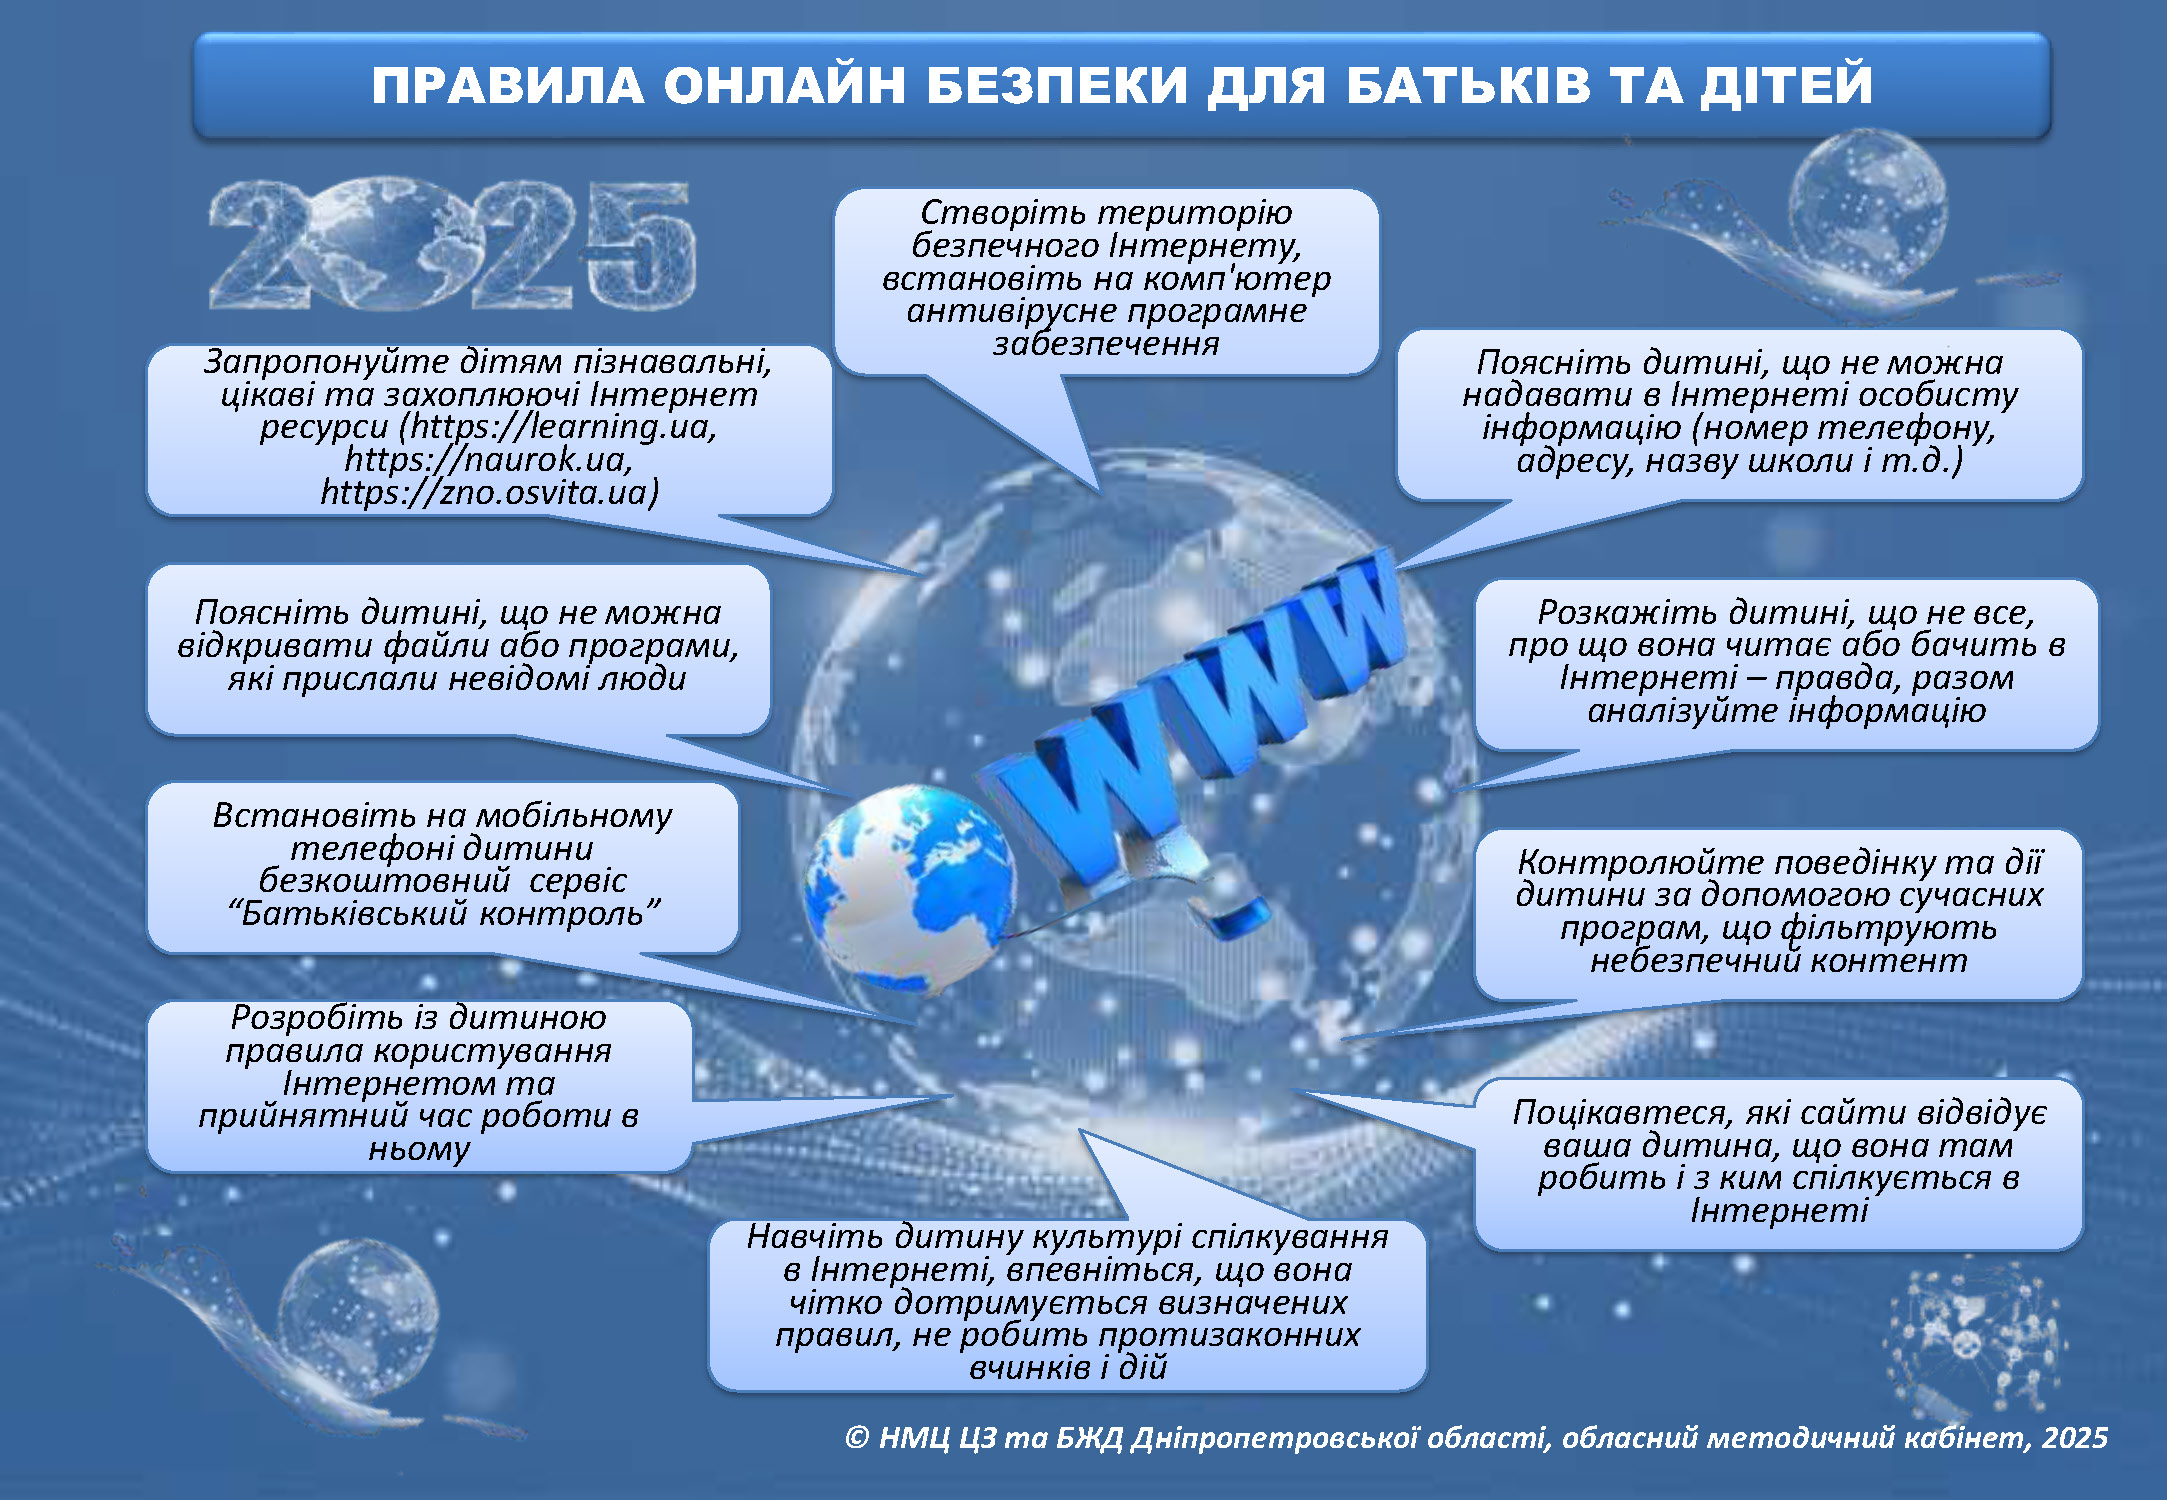 ПРАВИЛА ОНЛАЙН БЕЗПЕКИ ДЛЯ БАТЬКІВ ТА ДІТЕЙ
2025
Створіть територію
безпечного Інтернету,
встановіть на комп'ютер
антивірусне програмне
забезпечення
Запропонуйте дітям пізнавальні,
цікаві та захоплюючі Інтернет
ресурси (https://learning.ua,
https://naurok.ua,
https://zno.osvita.ua)
Поясніть дитині, що не можна
надавати в Інтернеті особисту
інформацію (номер телефону,
адресу, назву школи і т.д.)
Поясніть дитині, що не можна
відкривати файли або програми,
які прислали невідомі люди
Розкажіть дитині, що не все,
про що вона читає або бачить в
Інтернеті – правда, разом
аналізуйте інформацію
WWW
Встановіть на мобільному
телефоні дитини
безкоштовний  сервіс
“Батьківський контроль”
Контролюйте поведінку та дії
дитини за допомогою сучасних
програм, що фільтрують
небезпечний контент
Розробіть із дитиною
правила користування
Інтернетом та
прийнятний час роботи в
ньому
Поцікавтеся, які сайти відвідує
ваша дитина, що вона там
робить і з ким спілкується в
Інтернеті
Навчіть дитину культурі спілкування
в Інтернеті, впевніться, що вона
чітко дотримується визначених
правил, не робить протизаконних
вчинків і дій
© НМЦ ЦЗ та БЖД Дніпропетровської області, обласний методичний кабінет, 2025